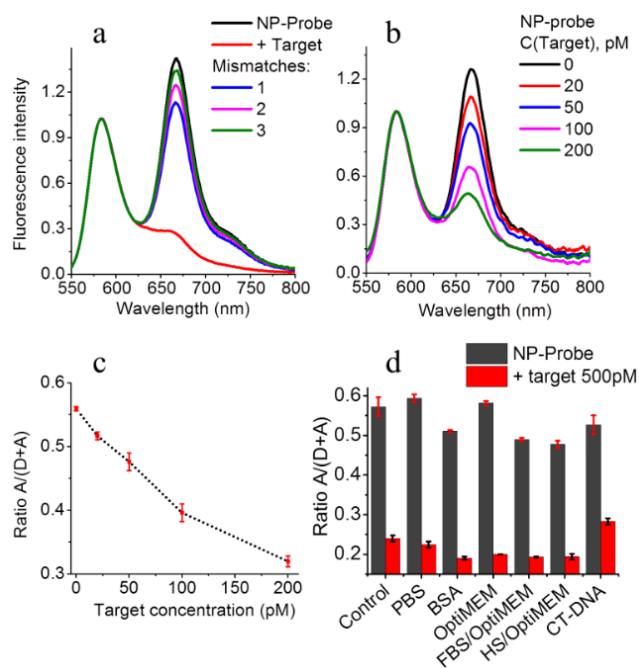 a
NP-Probe
+ Target
Mismatches:
1
2
3
Fluorescence intensity
1.2
0.9
0.6
0.3
0.0
550 600 650 700 750 800
Wavelength (nm)
b
NP-probe
C(Target), pM
0
20
50
100
200
1.2
0.9
0.6
0.3
0.0
550 600 650 700 750 800
Wavelength (nm)
c
Ratio A/(D+A)
0.6
0.5
0.4
0.3
0 50 100 150 200
Target concentration (pM)
d
NP-Probe
+ target 500pM
Ratio A/(D+A)
0.6
0.5
0.3
0.2
Control
PBS
BSA
OptiMEM
FBS/OptiMEM
HS/OptiMEM
CT-DNA